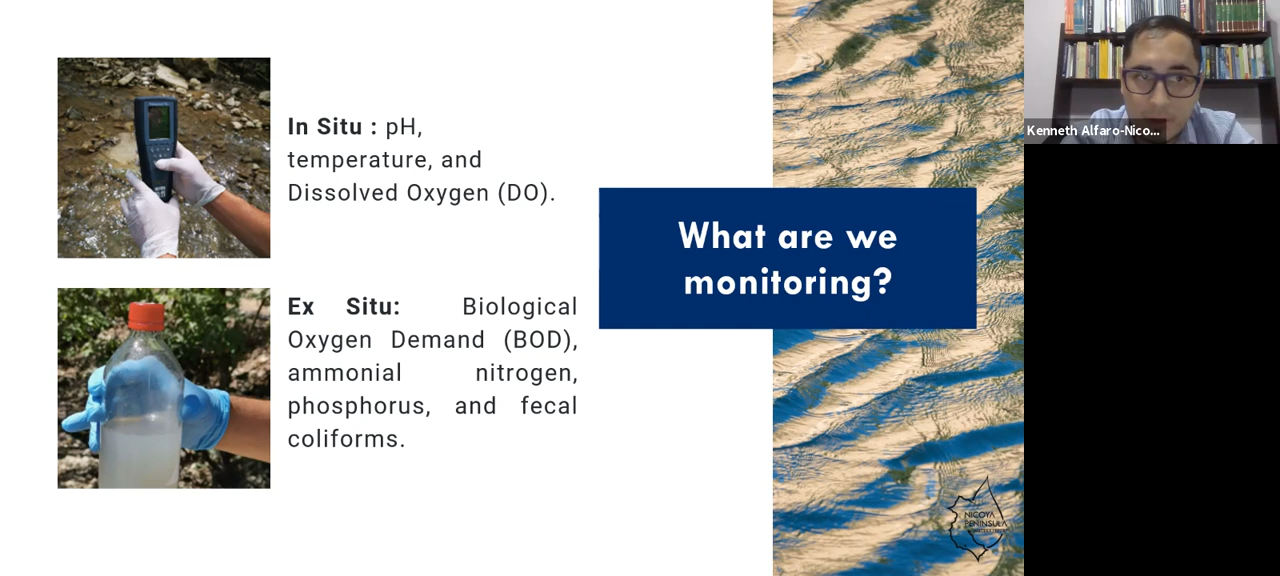 In Situ : pH,
temperature, and
Dissolved Oxygen (DO).
Ex Situ: Biological
Oxygen Demand (BOD),
ammonial nitrogen,
phosphorus, and fecal
coliforms.
What are we
monitoring?
NICOYA
PENINSULA
Kenneth Alfaro-Nico...